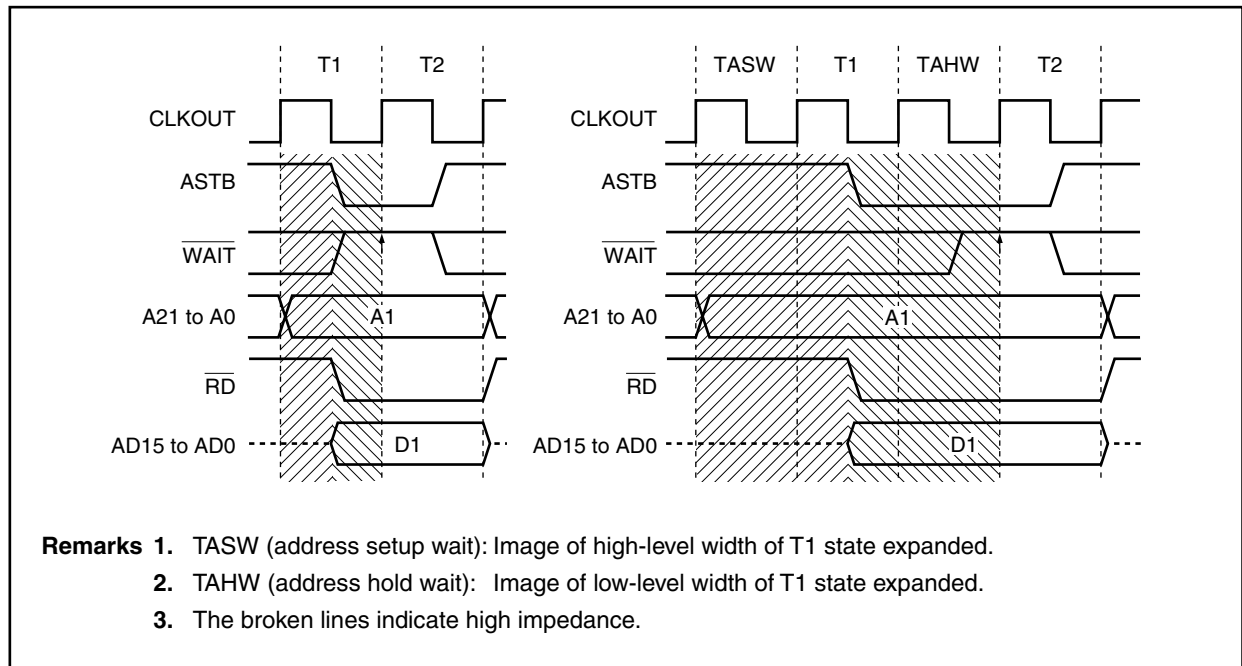 T1 T2
CLKOUT
ASTB
WAIT
A21 to A0 A1
RD
AD15 to AD0 D1
TASW T1 TAHW T2
CLKOUT
ASTB
WAIT
A21 to A0 A1
RD
AD15 to AD0 D1
Remarks 1. TASW (address setup wait): Image of high-level width of T1 state expanded.
2. TAHW (address hold wait): Image of low-level width of T1 state expanded.
3. The broken lines indicate high impedance.